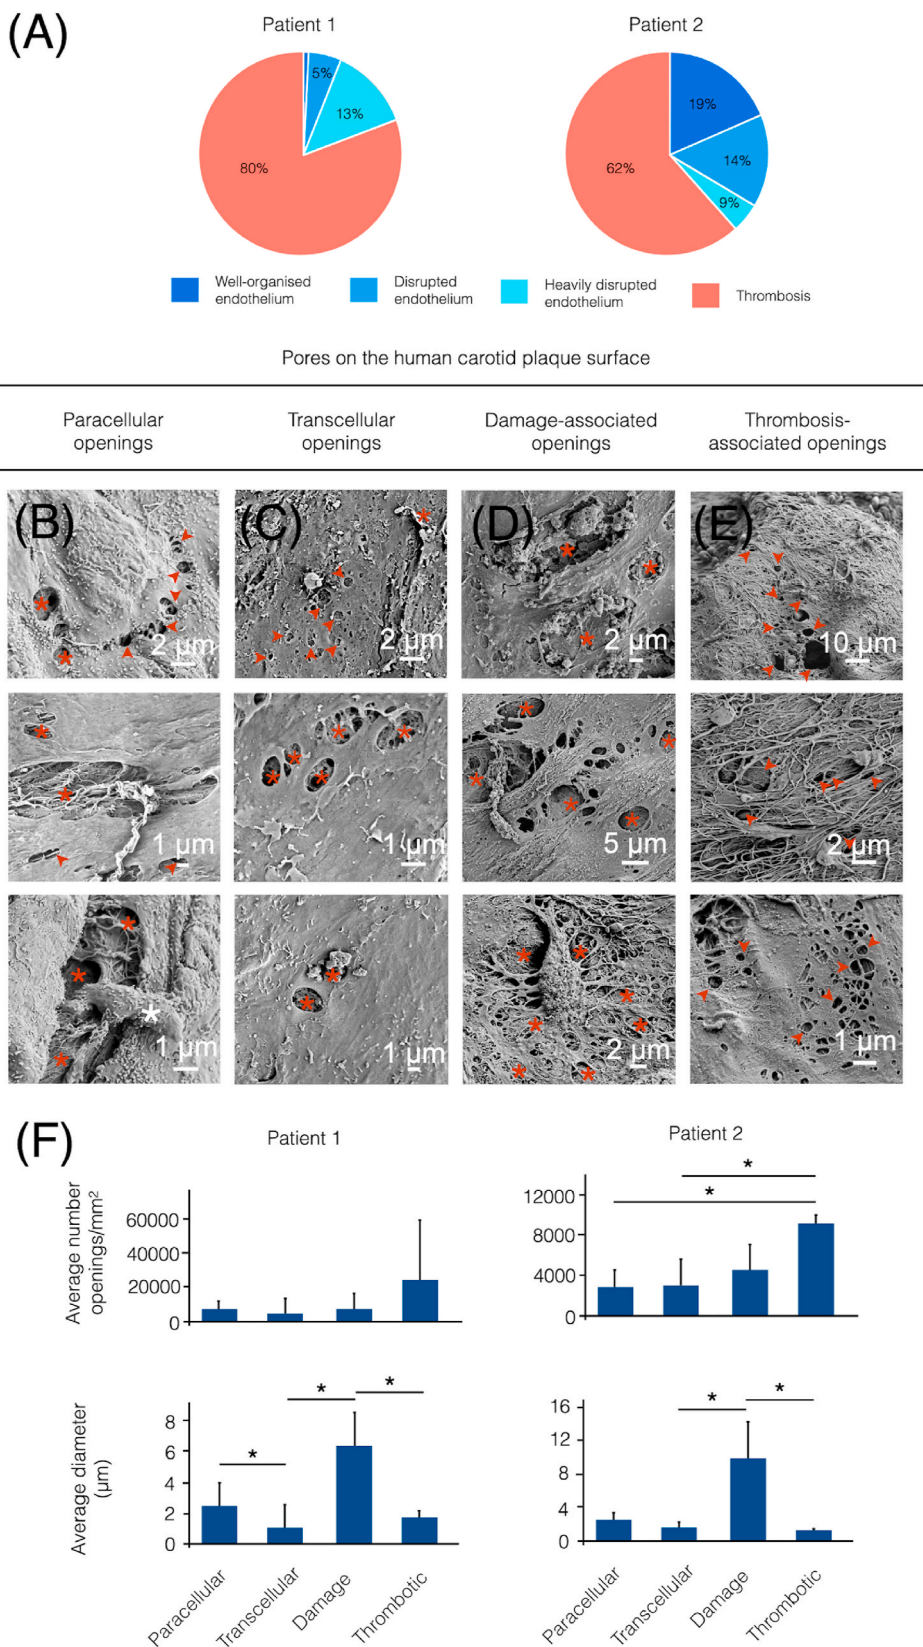 (A)
Patient 1
Patient 2
5%
13%
80%
19%
14%
9%
62%
Well-organised
endothelium
Disrupted
endothelium
Heavily disrupted
endothelium
Thrombosis
Pores on the human carotid plaque surface
Paracellular
openings
Transcellular
openings
Damage-associated
openings
Thrombosis-
associated openings
(B)
2 µm
(C)
2 µm
(D)
2 µm
(E)
10 µm
1 µm
1 µm
5 µm
2 µm
1 µm
1 µm
2 µm
1 µm
(F)
Patient 1
Patient 2
Average number
openings/mm²
60000
40000
20000
0
12000
8000
4000
0
*
*
Average diameter
(µm)
8
6
4
2
0
*
*
*
16
12
8
4
0
*
*
Paracellular
Transcellular
Damage
Thrombotic
Paracellular
Transcellular
Damage
Thrombotic